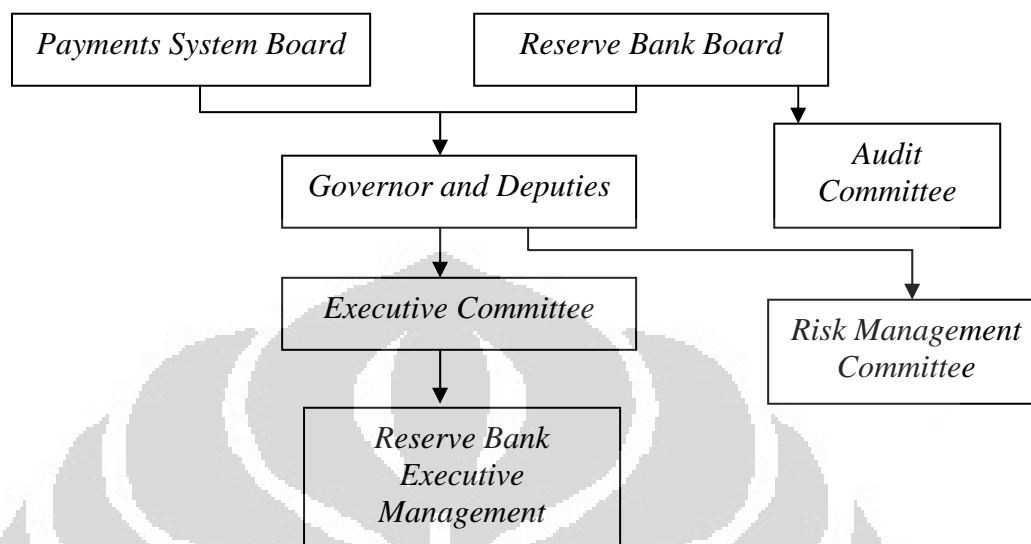 Payments System Board
Reserve Bank Board
Audit
Committee
Governor and Deputies
Executive Committee
Risk Management
Committee
Reserve Bank
Executive
Management